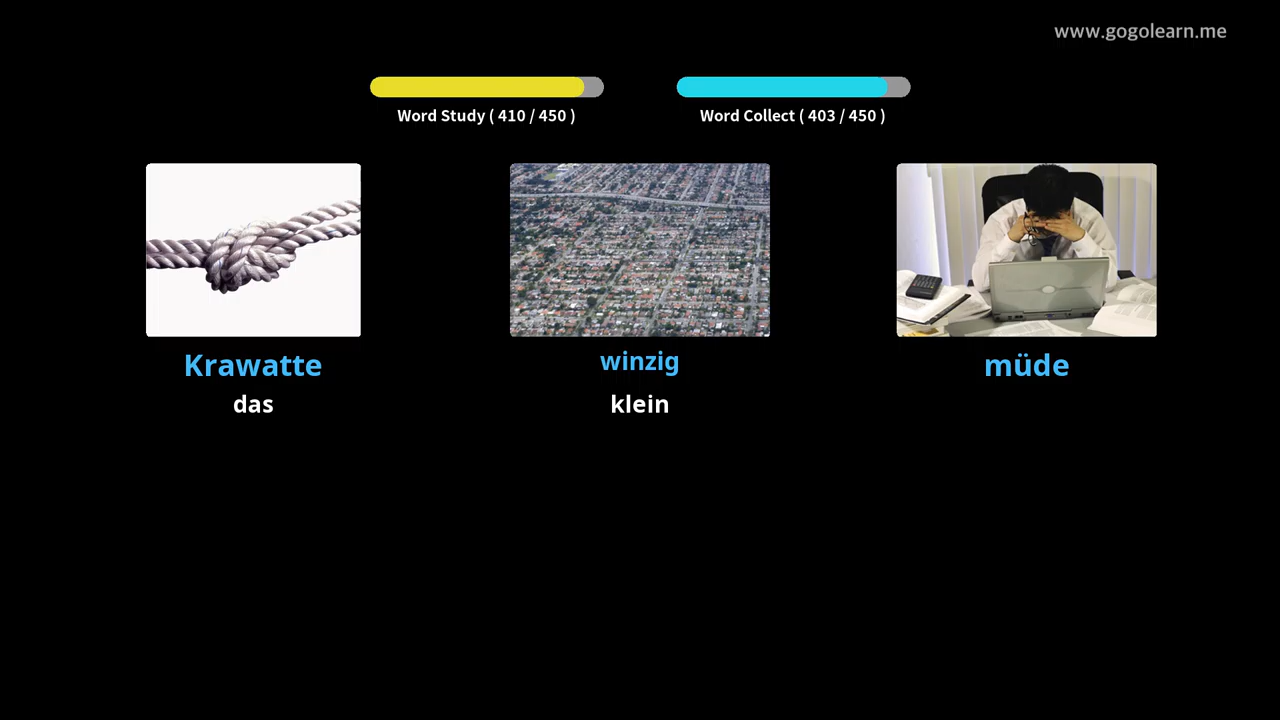 www.gogolearn.me
Word Study ( 410 / 450 )
Word Collect ( 403 / 450 )
Krawatte
das
winzig
klein
müde